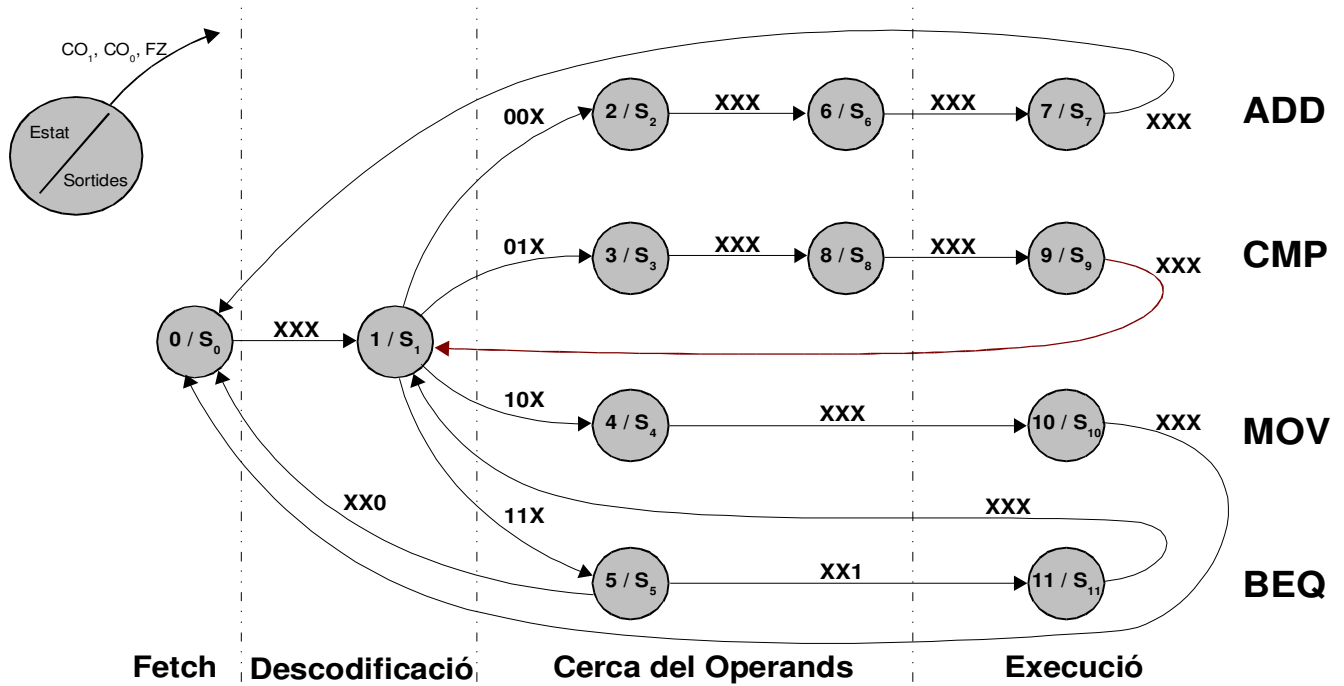 CO₁, CO₀, FZ
Estat
Sortides
00X
2 / S₂
XXX
6 / S₆
XXX
7 / S₇
XXX
ADD
01X
3 / S₃
XXX
8 / S₈
XXX
9 / S₉
XXX
CMP
0 / S₀
XXX
1 / S₁
10X
4 / S₄
XXX
10 / S₁₀
XXX
MOV
XX0
11X
XXX
5 / S₅
XX1
11 / S₁₁
BEQ
Fetch
Descodificació
Cerca del Operands
Execució